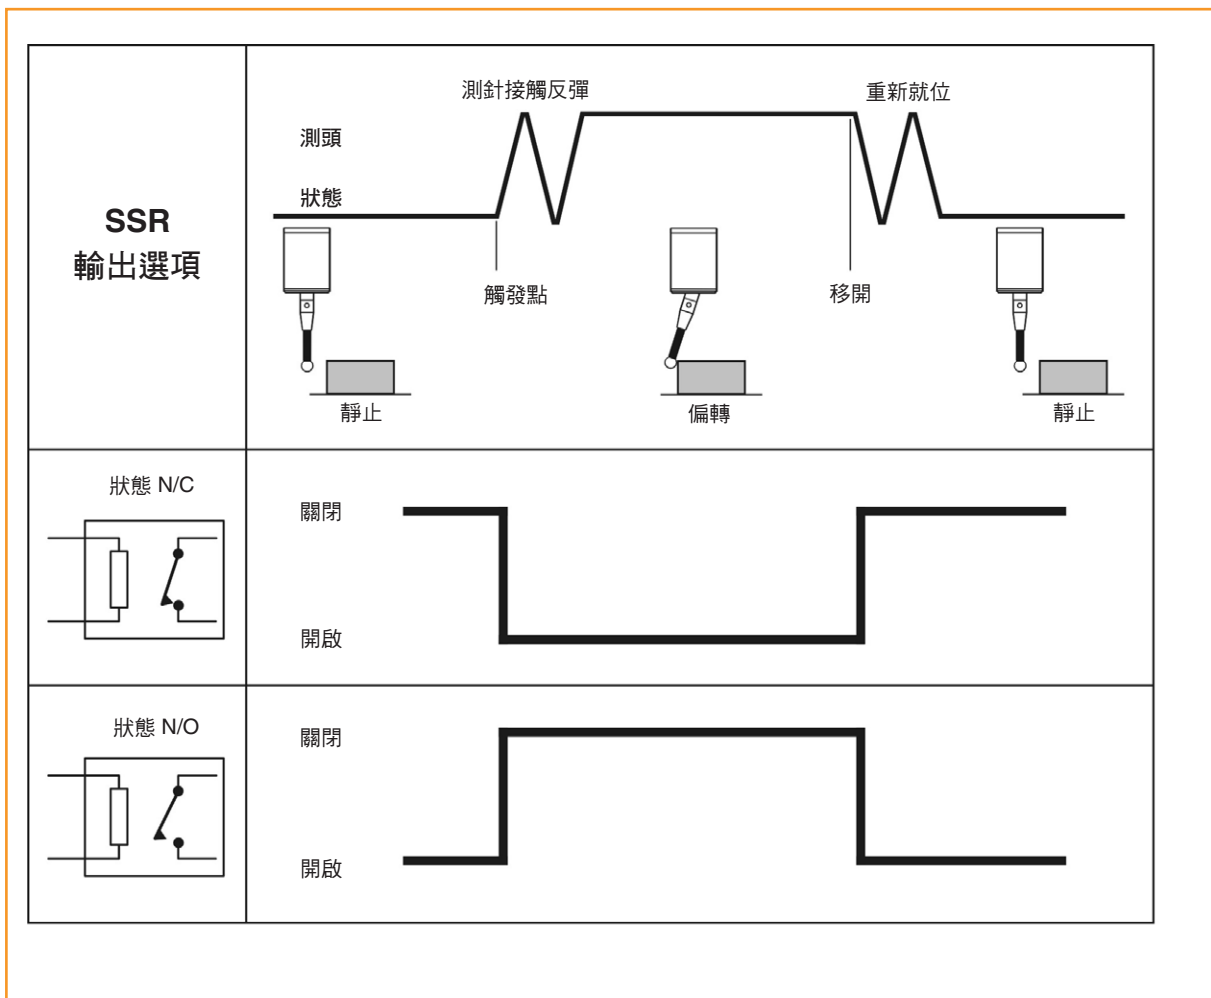 SSR
輸出選項
測針接觸反彈
重新就位
測頭
狀態
觸發點
移開
靜止
偏轉
靜止
狀態 N/C
關閉
開啟
狀態 N/O
關閉
開啟